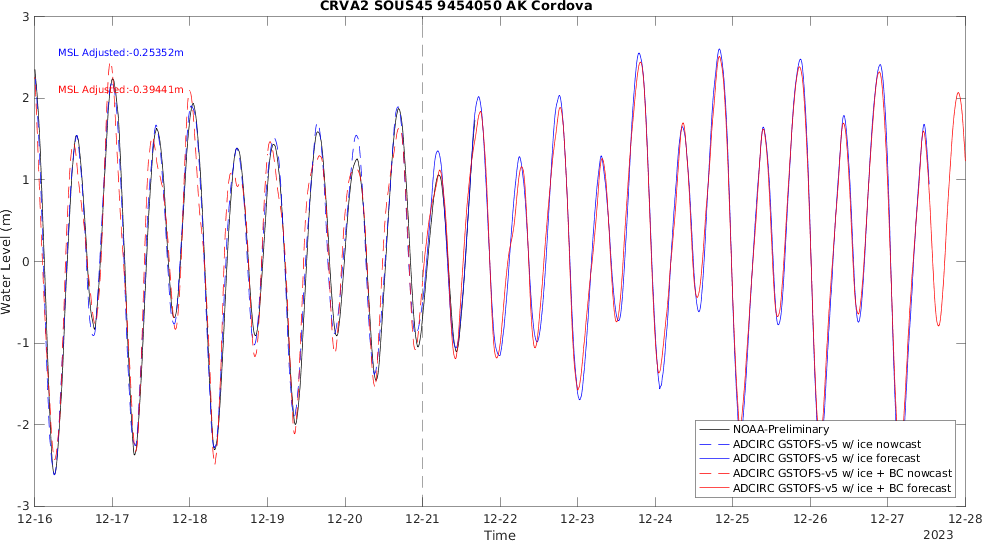 CRVA2 SOUS45 9454050 AK Cordova
MSL Adjusted:-0.25352m
MSL Adjusted:-0.39441m
Water Level (m)
3
2
1
0
-1
-2
-3
NOAA-Preliminary
ADCIRC GSTOFS-v5 w/ ice nowcast
ADCIRC GSTOFS-v5 w/ ice forecast
ADCIRC GSTOFS-v5 w/ ice + BC nowcast
ADCIRC GSTOFS-v5 w/ ice + BC forecast
12-16 12-17 12-18 12-19 12-20 12-21 12-22 12-23 12-24 12-25 12-26 12-27 12-28
Time
2023